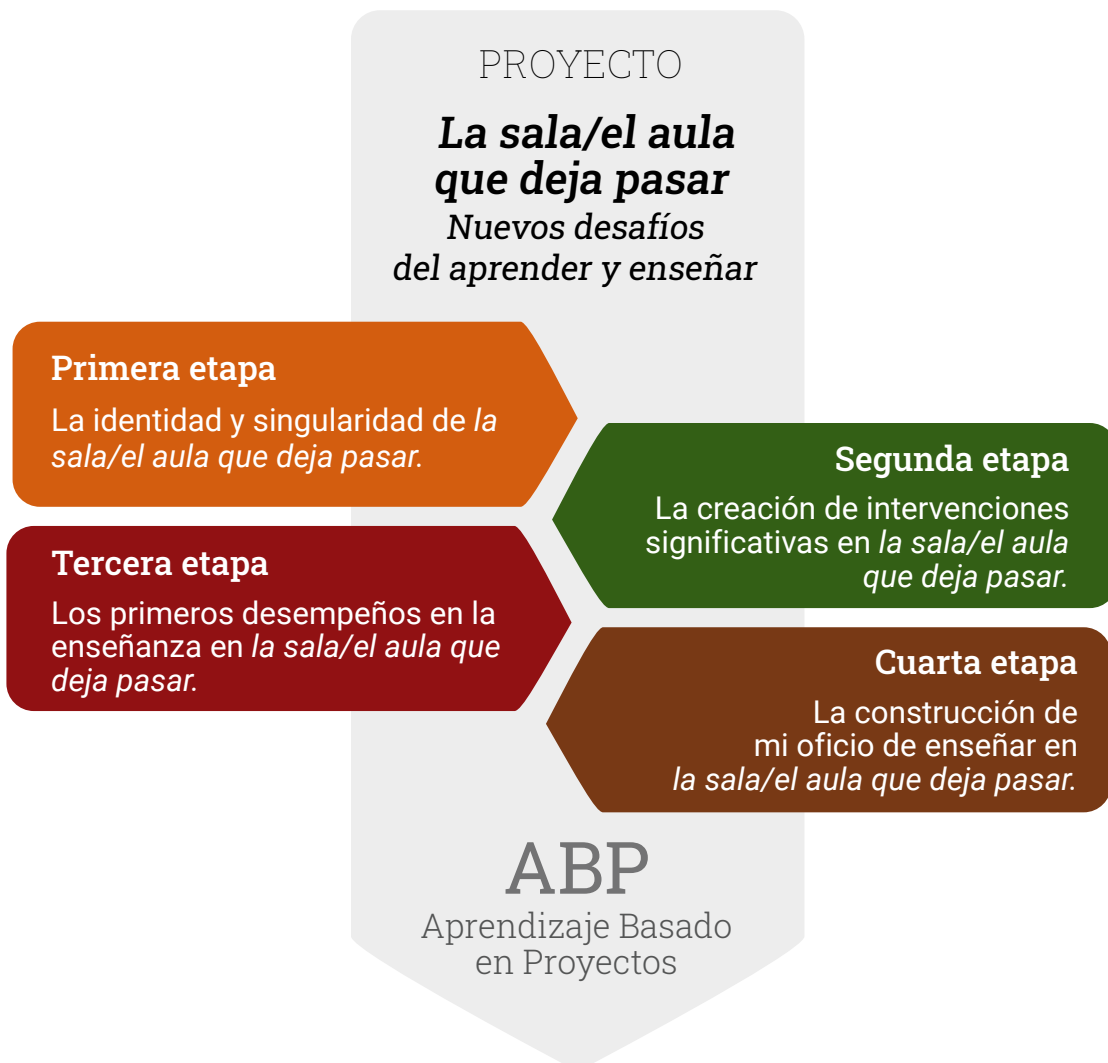 PROYECTO
La sala/el aula
que deja pasar
Nuevos desafíos
del aprender y enseñar
Primera etapa
La identidad y singularidad de la
sala/el aula que deja pasar.
Segunda etapa
La creación de intervenciones
significativas en la sala/el aula
que deja pasar.
Tercera etapa
Los primeros desempeños en la
enseñanza en la sala/el aula que
deja pasar.
Cuarta etapa
La construcción de
mi oficio de enseñar en
la sala/el aula que deja pasar.
ABP
Aprendizaje Basado
en Proyectos